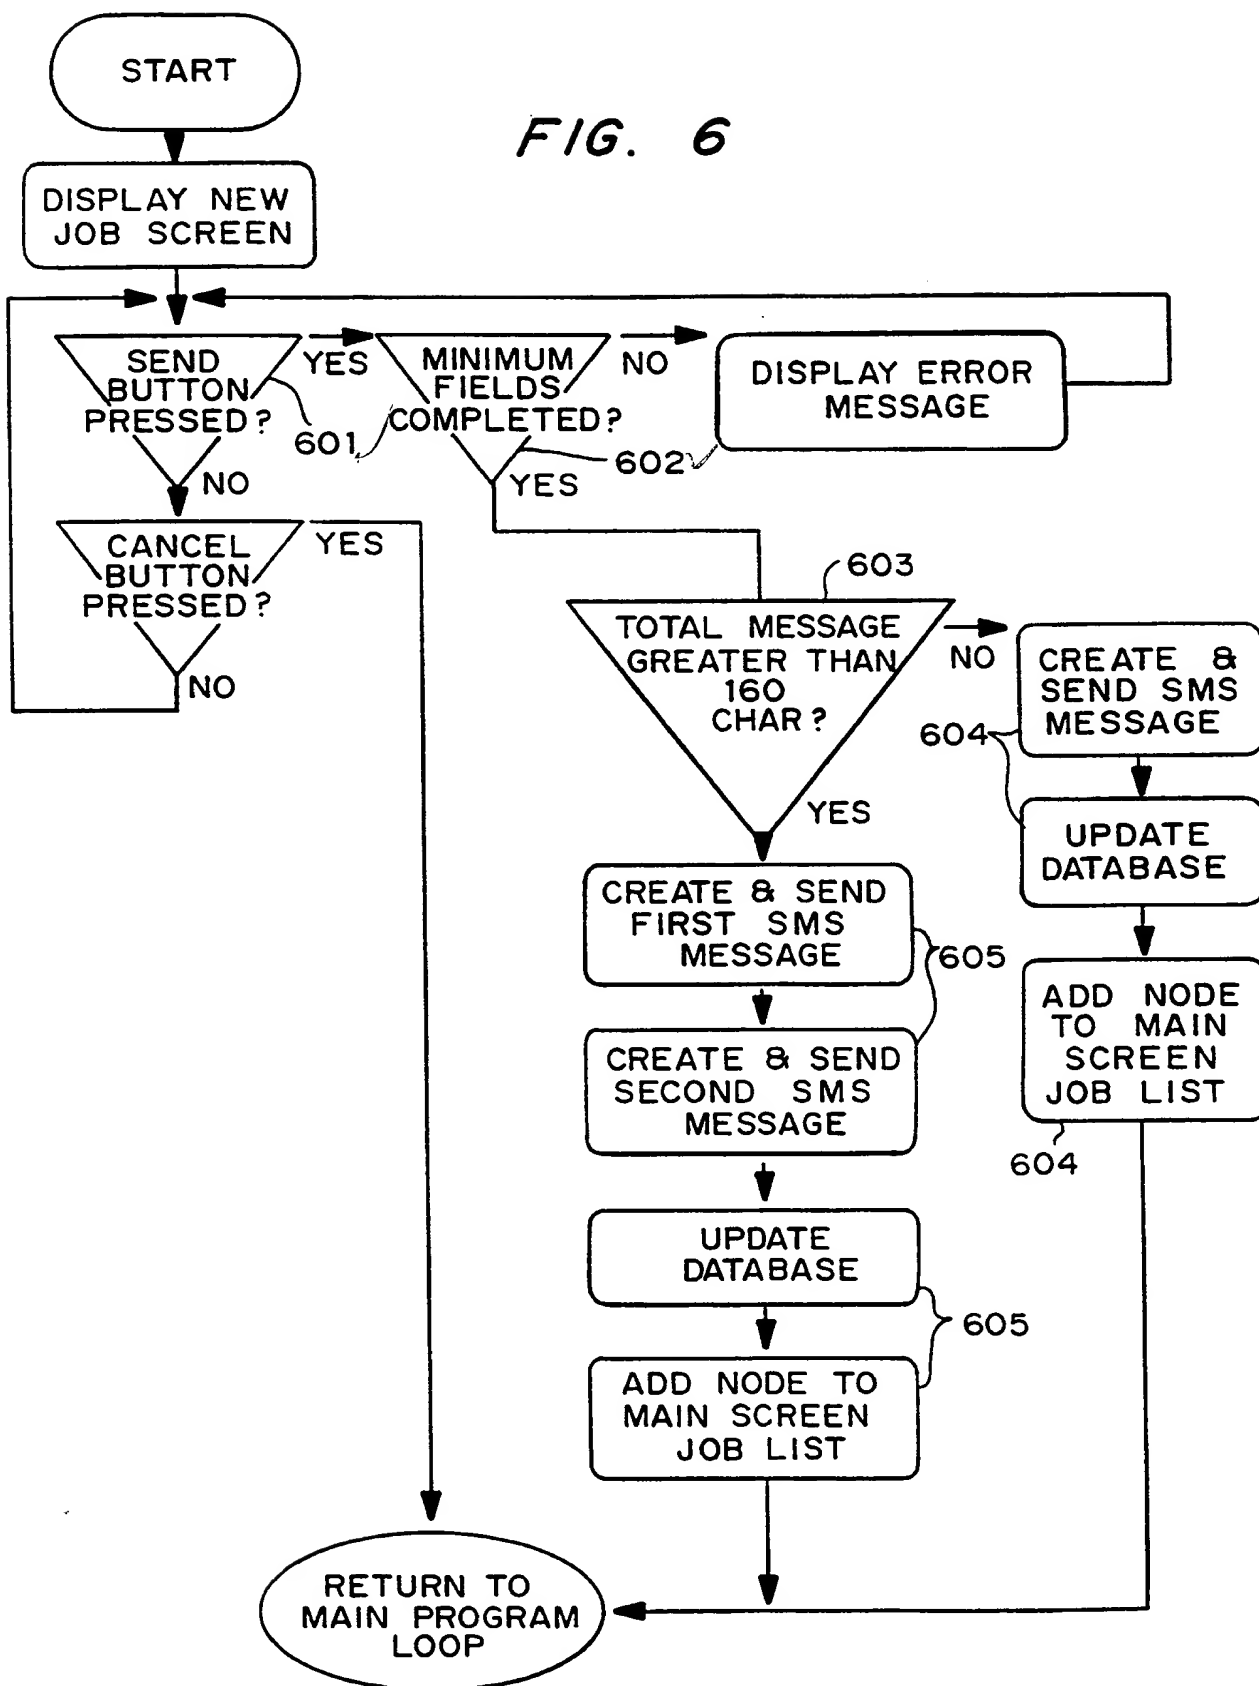 START
FIG. 6
DISPLAY NEW
JOB SCREEN
SEND
BUTTON
PRESSED?
YES
601
NO
MINIMUM
FIELDS
COMPLETED?
NO
602
YES
DISPLAY ERROR
MESSAGE
CANCEL
BUTTON
PRESSED?
YES
NO
603
TOTAL MESSAGE
GREATER THAN
160
CHAR?
NO
YES
CREATE &
SEND SMS
MESSAGE
604
UPDATE
DATABASE
ADD NODE
TO MAIN
SCREEN
JOB LIST
604
CREATE & SEND
FIRST SMS
MESSAGE
605
CREATE & SEND
SECOND SMS
MESSAGE
UPDATE
DATABASE
605
ADD NODE TO
MAIN SCREEN
JOB LIST
RETURN TO
MAIN PROGRAM
LOOP